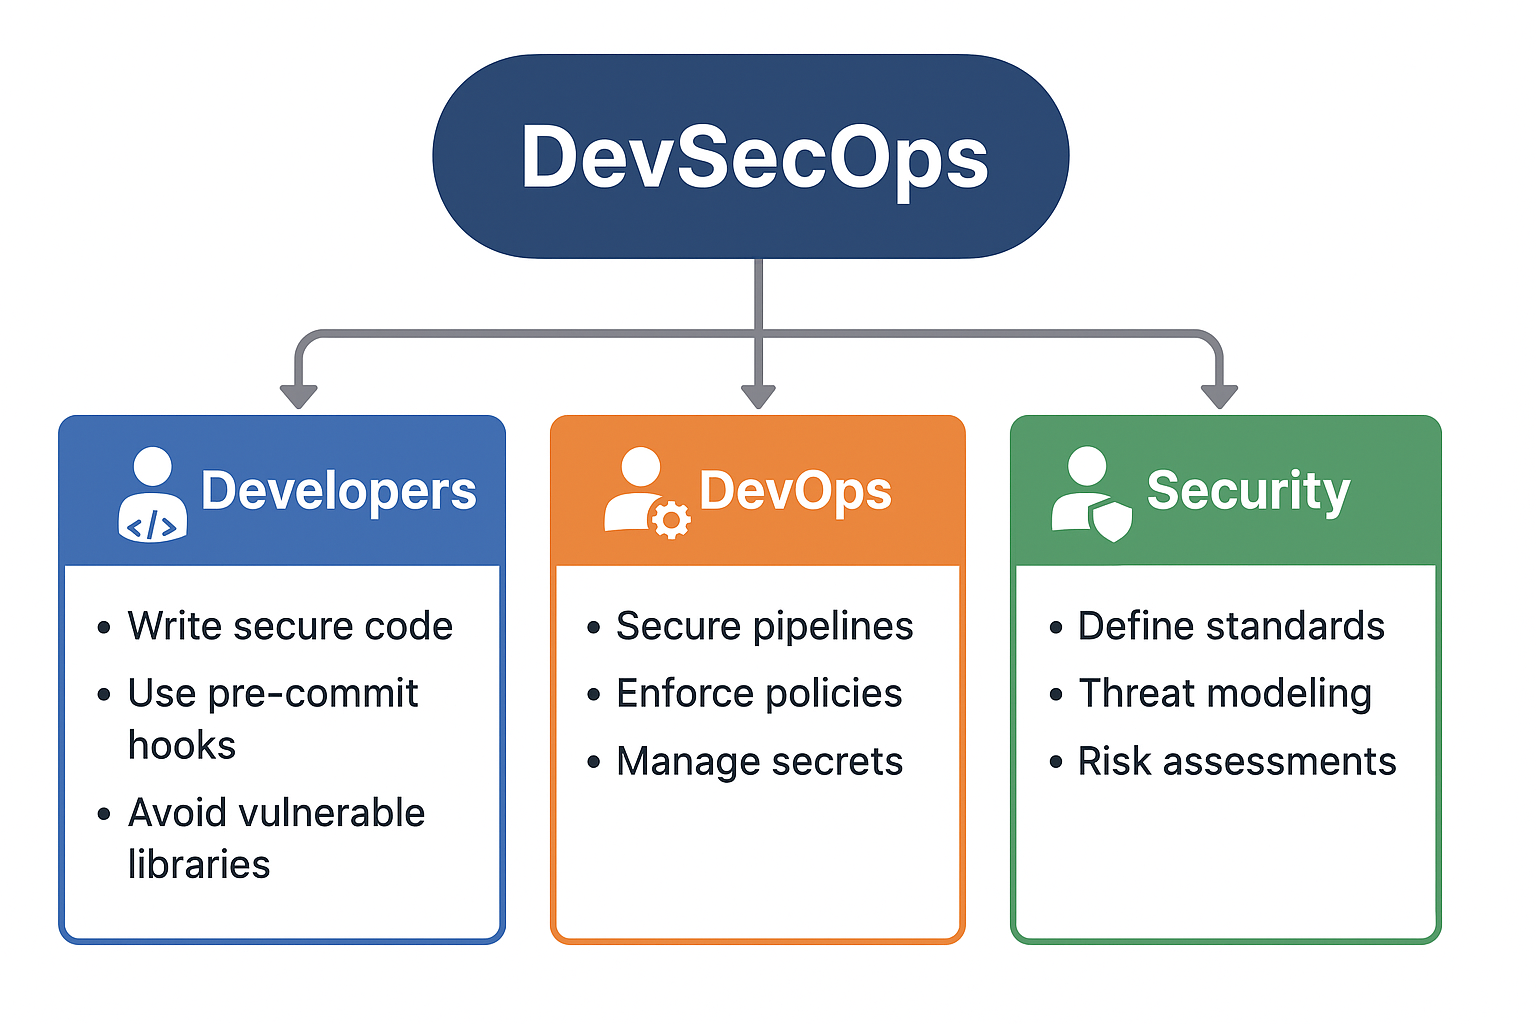 DevSecOps
</> Developers
• Write secure code
• Use pre-commit
hooks
• Avoid vulnerable
libraries
DevOps
• Secure pipelines
• Enforce policies
• Manage secrets
Security
• Define standards
• Threat modeling
• Risk assessments